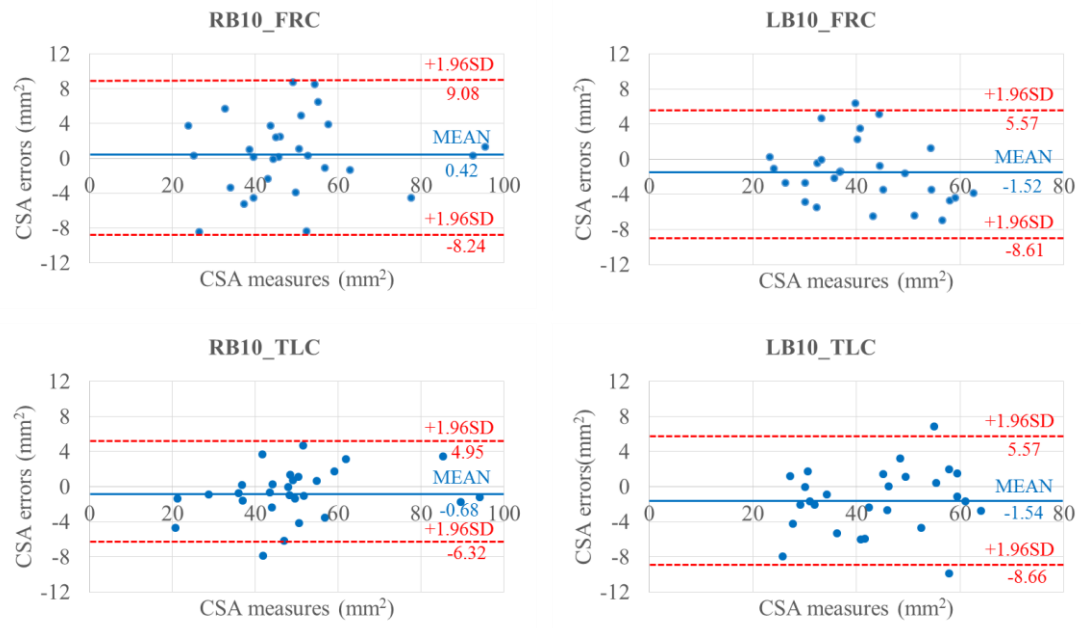 RB10_FRC
CSA errors (mm²)
12
8
4
0
-4
-8
-12
0
20
40
60
80
100
+1.96SD
9.08
MEAN
0.42
+1.96SD
-8.24
CSA measures (mm²)
LB10_FRC
CSA errors (mm²)
12
8
4
0
-4
-8
-12
0
20
40
60
80
+1.96SD
5.57
MEAN
-1.52
+1.96SD
-8.61
CSA measures (mm²)
RB10_TLC
CSA errors (mm²)
12
8
4
0
-4
-8
-12
0
20
40
60
80
100
+1.96SD
4.95
MEAN
-0.68
+1.96SD
-6.32
CSA measures (mm²)
LB10_TLC
CSA errors(mm²)
12
8
4
0
-4
-8
-12
0
20
40
60
80
+1.96SD
5.57
MEAN
-1.54
+1.96SD
-8.66
CSA measures (mm²)